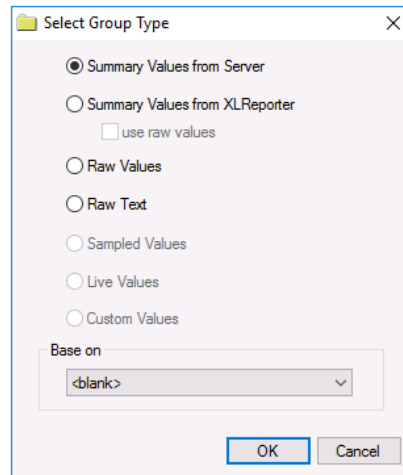 Select Group Type
Summary Values from Server
Summary Values from XLReporter
use raw values
Raw Values
Raw Text
Sampled Values
Live Values
Custom Values
Base on
<blank>
OK Cancel